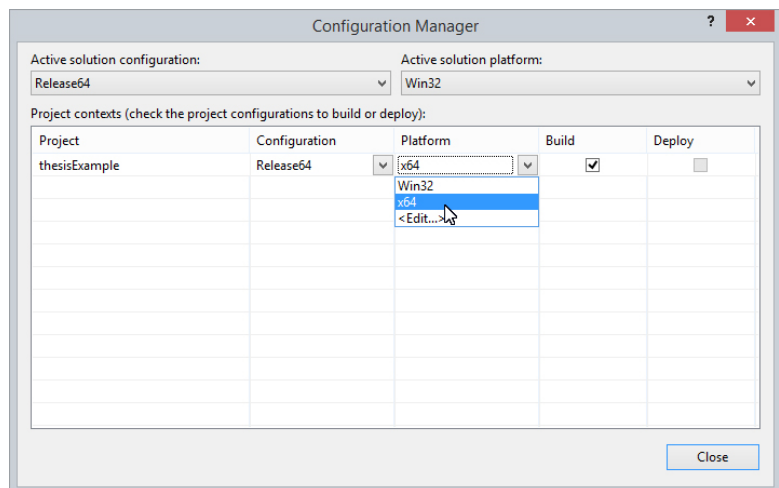 Configuration Manager
?
Active solution configuration: Active solution platform:
Release64 Win32
Project contexts (check the project configurations to build or deploy):
Project Configuration Platform Build Deploy
thesisExample Release64 x64
Win32
x64
<Edit...>
Close